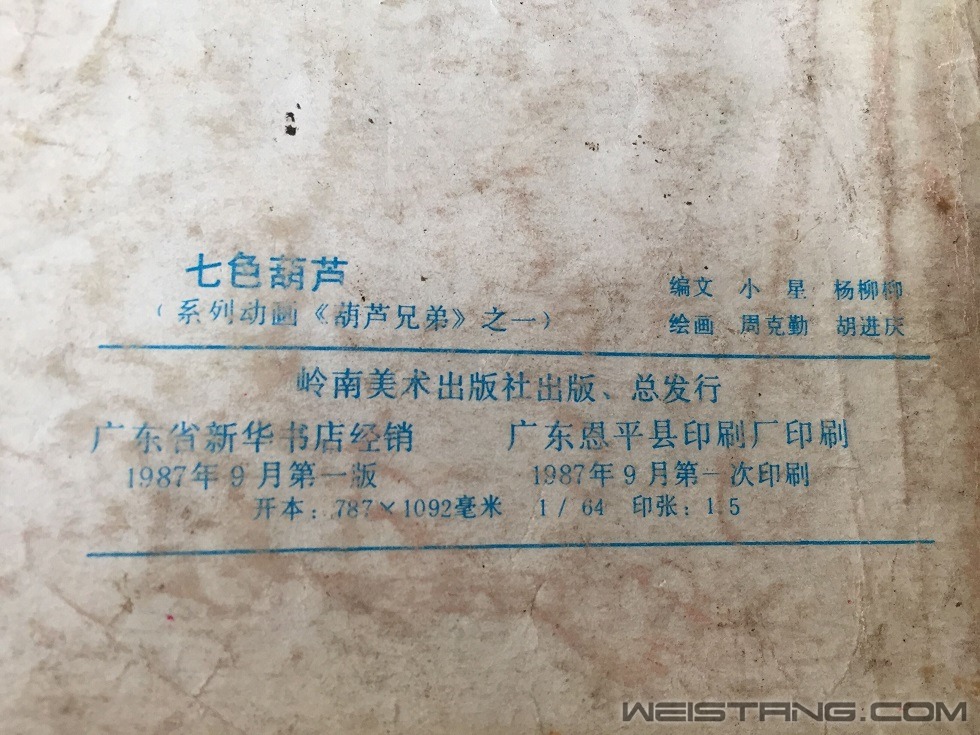 七色葫芦
（系列动画《葫芦兄弟》之一）
编文 小 星 杨柳柳
绘画 周克勤 胡进庆
岭南美术出版社出版、总发行
广东省新华书店经销 广东恩平县印刷厂印刷
1987年9月第一版 1987年9月第一次印刷
开本：787×1092毫米 1/64 印张：1.5
WEISTANG.COM